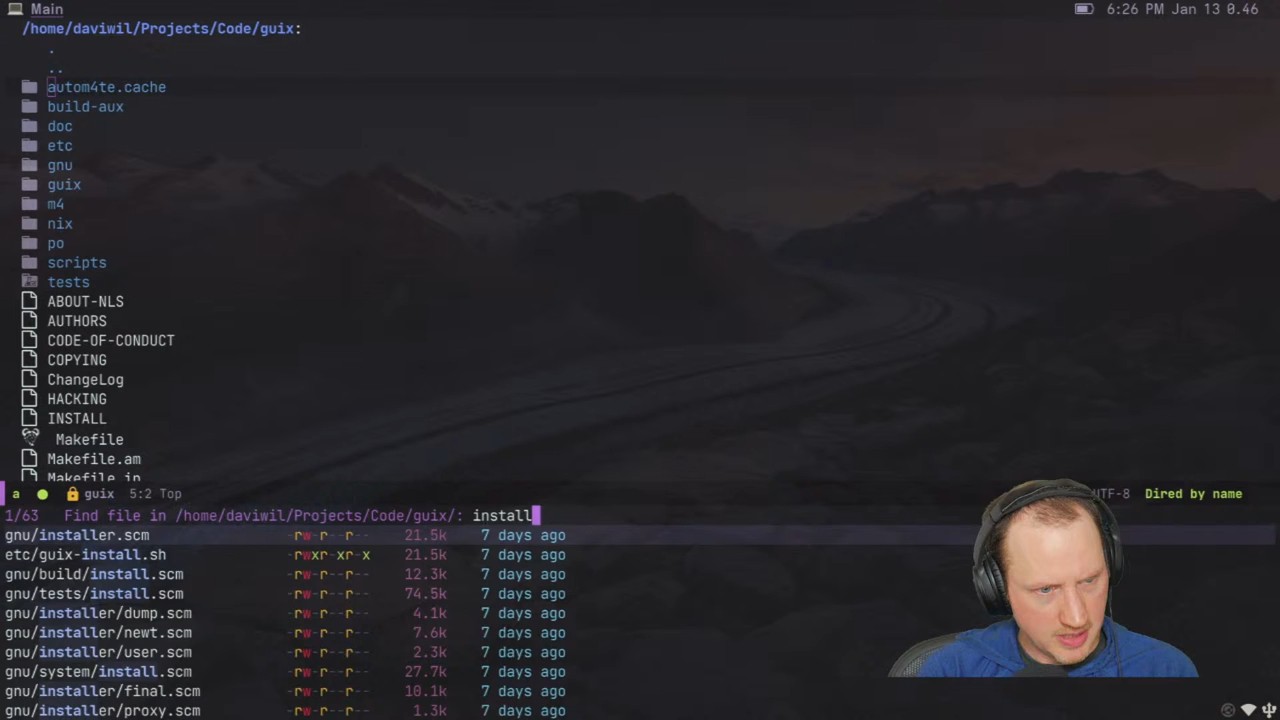 Main
6:26 PM Jan 13 0.46
/home/daviwil/Projects/Code/guix:
.
..
autom4te.cache
build-aux
doc
etc
gnu
guix
m4
nix
po
scripts
tests
ABOUT-NLS
AUTHORS
CODE-OF-CONDUCT
COPYING
ChangeLog
HACKING
INSTALL
Makefile
Makefile.am
Makefile.in
a guix 5:2 Top UTF-8 Dired by name
1/63 Find file in /home/daviwil/Projects/Code/guix/: install
gnu/installer.scm -rw-r--r-- 21.5k 7 days ago
etc/guix-install.sh -rwxr-xr-x 21.5k 7 days ago
gnu/build/install.scm -rw-r--r-- 12.3k 7 days ago
gnu/tests/install.scm -rw-r--r-- 74.5k 7 days ago
gnu/installer/dump.scm -rw-r--r-- 4.1k 7 days ago
gnu/installer/newt.scm -rw-r--r-- 7.6k 7 days ago
gnu/installer/user.scm -rw-r--r-- 2.3k 7 days ago
gnu/system/install.scm -rw-r--r-- 27.7k 7 days ago
gnu/installer/final.scm -rw-r--r-- 10.1k 7 days ago
gnu/installer/proxy.scm -rw-r--r-- 1.3k 7 days ago